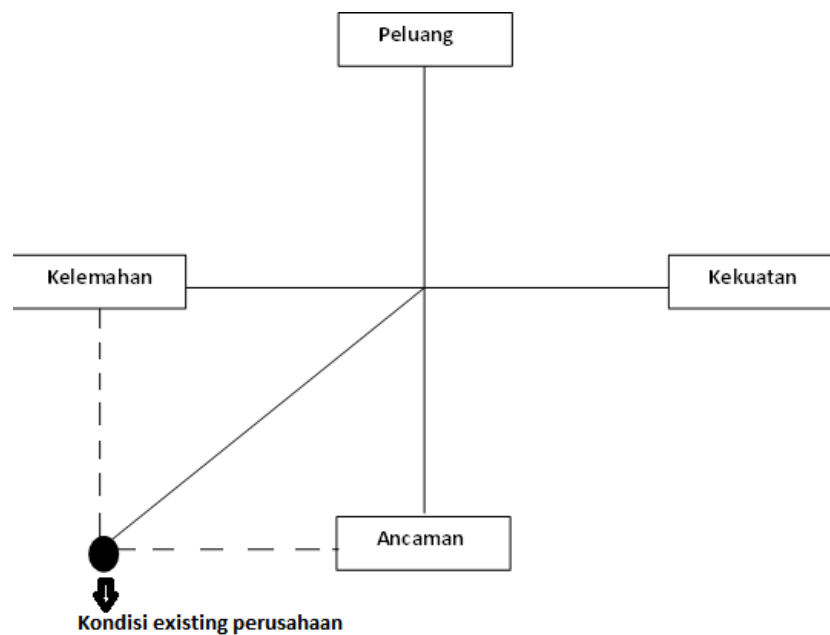 Peluang
Kelemahan
Kekuatan
Ancaman
Kondisi existing perusahaan